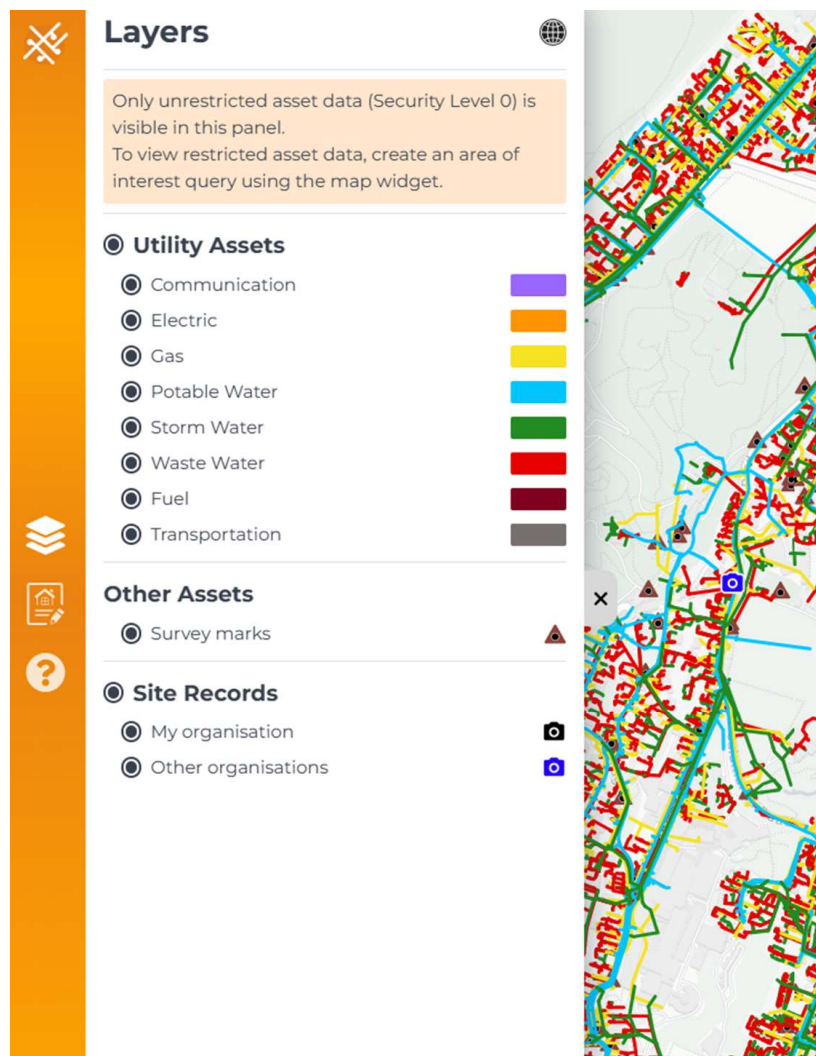 Layers
Only unrestricted asset data (Security Level 0) is
visible in this panel.
To view restricted asset data, create an area of
interest query using the map widget.
Utility Assets
Communication
Electric
Gas
Potable Water
Storm Water
Waste Water
Fuel
Transportation
Other Assets
Survey marks
Site Records
My organisation
Other organisations